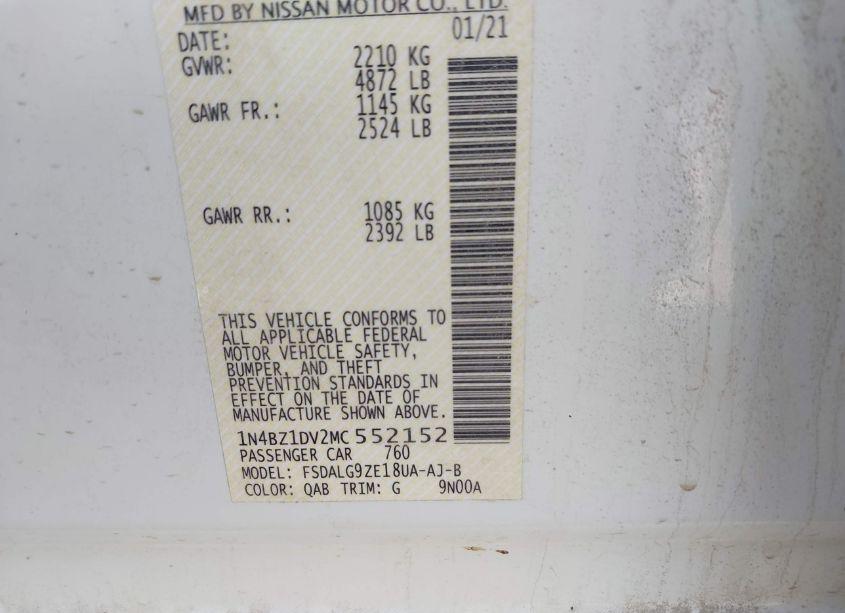 MFD BY NISSAN MOTOR CO., LTD.
DATE: 01/21
GVWR: 2210 KG
4872 LB
GAWR FR.: 1145 KG
2524 LB
GAWR RR.: 1085 KG
2392 LB
THIS VEHICLE CONFORMS TO
ALL APPLICABLE FEDERAL
MOTOR VEHICLE SAFETY,
BUMPER, AND THEFT
PREVENTION STANDARDS IN
EFFECT ON THE DATE OF
MANUFACTURE SHOWN ABOVE.
1N4BZ1DV2MC552152
PASSENGER CAR 760
MODEL: FSDALG9ZE18UA-AJ-B
COLOR: QAB TRIM: G 9N00A